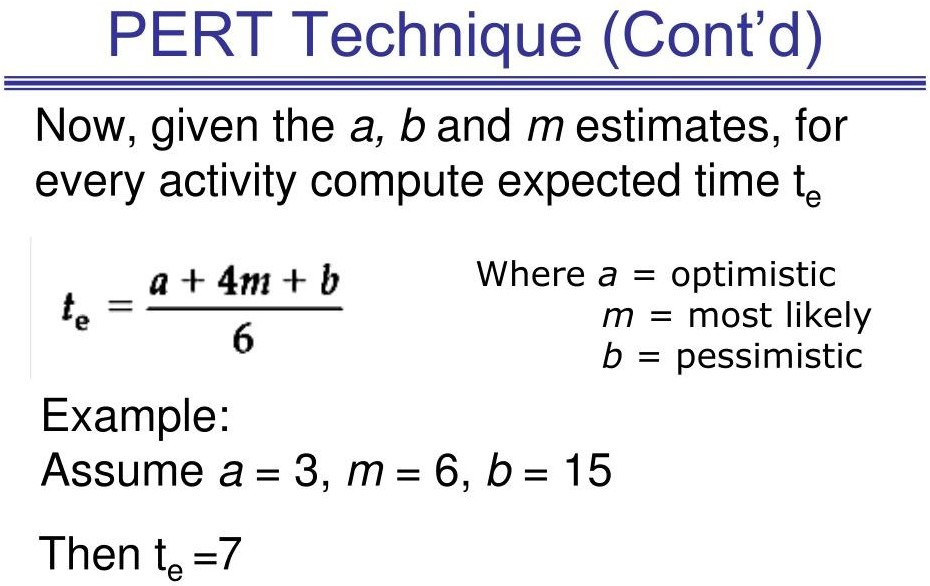 PERT Technique (Cont'd)
Now, given the a, b and m estimates, for
every activity compute expected time te
te = a + 4m + b / 6
Where a = optimistic
m = most likely
b = pessimistic
Example:
Assume a = 3, m = 6, b = 15
Then te =7